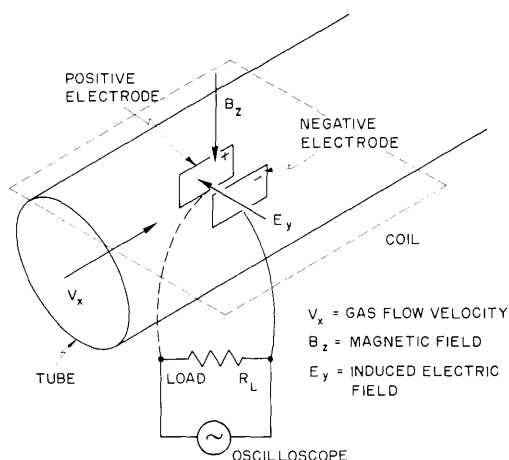 POSITIVE
ELECTRODE
B_z
NEGATIVE
ELECTRODE
+
-
E_y
COIL
V_x
TUBE
LOAD R_L
OSCILLOSCOPE
V_x = GAS FLOW VELOCITY
B_z = MAGNETIC FIELD
E_y = INDUCED ELECTRIC
FIELD